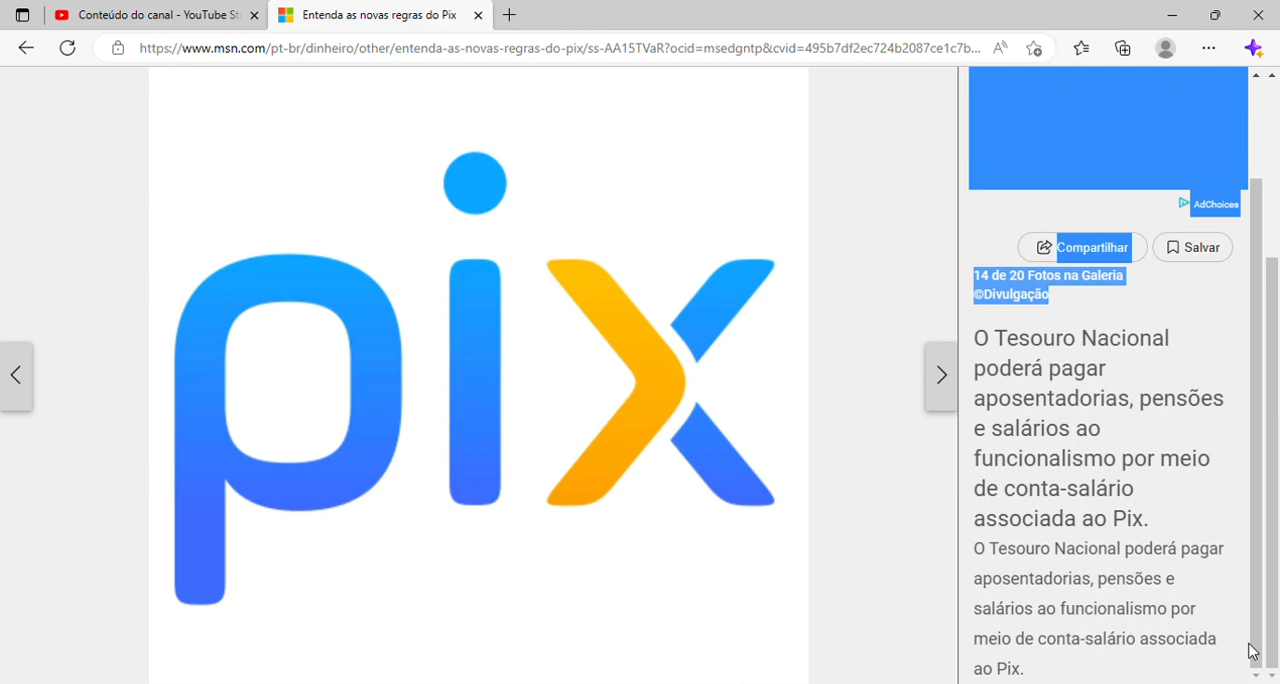 Conteúdo do canal - YouTube St
Entenda as novas regras do Pix
https://www.msn.com/pt-br/dinheiro/other/entenda-as-novas-regras-do-pix/ss-AA15TVaR?ocid=msedgntp&cvid=495b7df2ec724b2087ce1c7b...
pix
AdChoices
Compartilhar
Salvar
14 de 20 Fotos na Galeria
©Divulgação
O Tesouro Nacional
poderá pagar
aposentadorias, pensões
e salários ao
funcionalismo por meio
de conta-salário
associada ao Pix.
O Tesouro Nacional poderá pagar
aposentadorias, pensões e
salários ao funcionalismo por
meio de conta-salário associada
ao Pix.